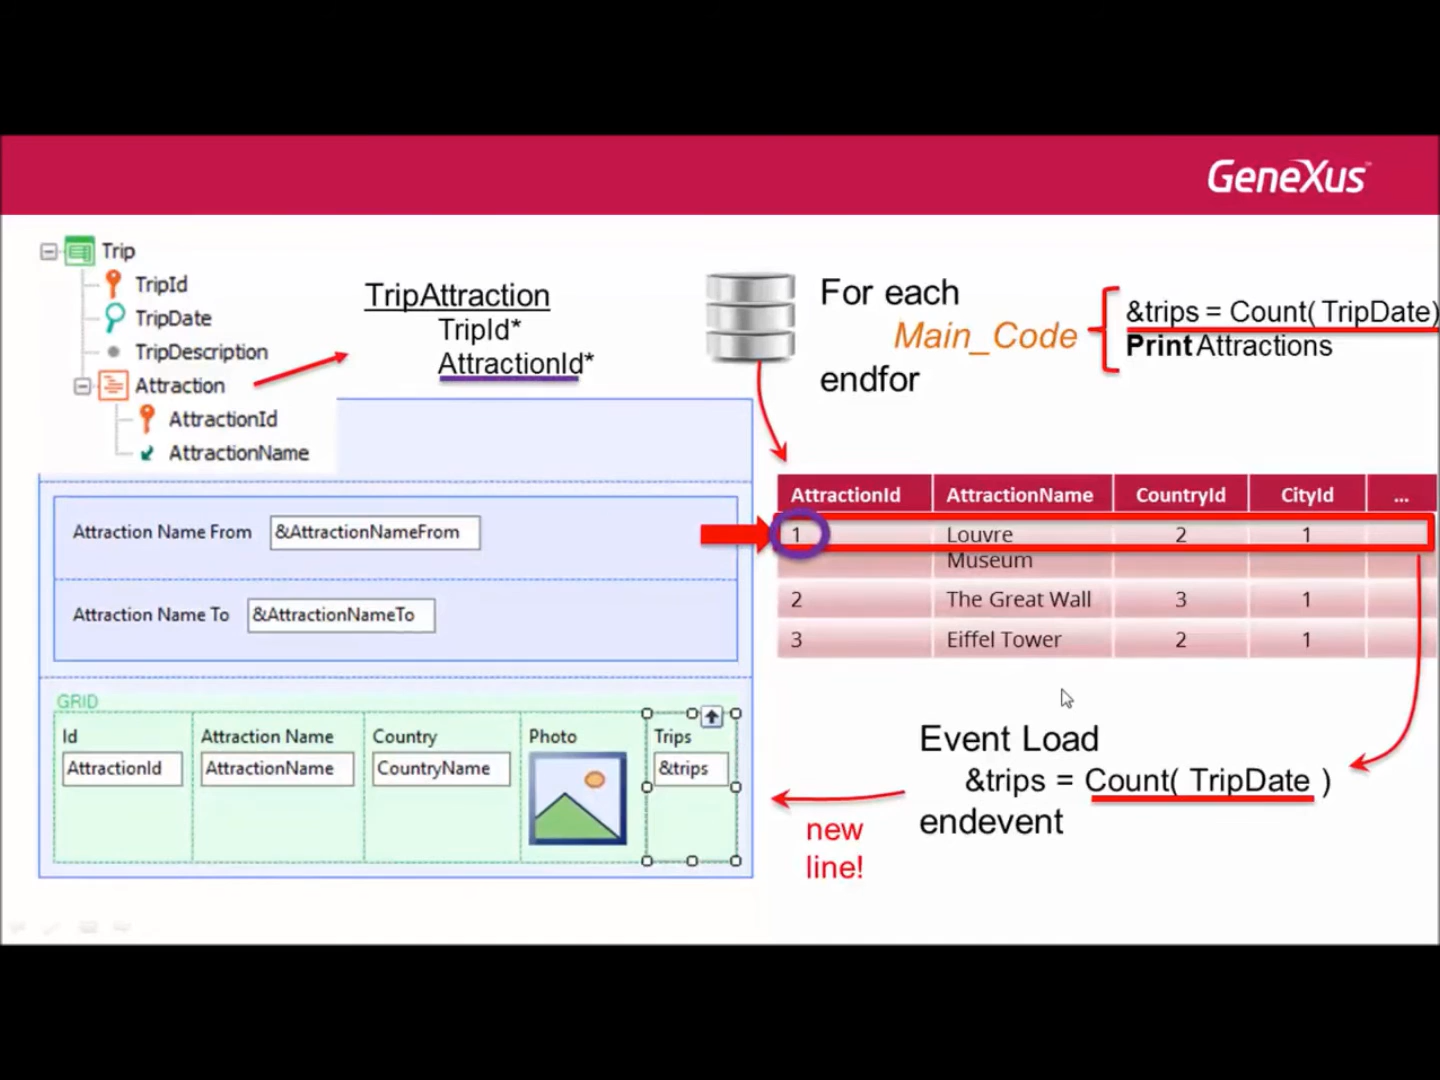 GeneXus
Trip
TripId
TripDate
TripDescription
Attraction
AttractionId
AttractionName
TripAttraction
TripId*
AttractionId*
For each
Main_Code
endfor
&trips = Count( TripDate)
Print Attractions
Attraction Name From &AttractionNameFrom
Attraction Name To &AttractionNameTo
GRID
Id Attraction Name Country Photo Trips
AttractionId AttractionName CountryName &trips
AttractionId AttractionName CountryId CityId ...
1 Louvre 2 1
Museum
2 The Great Wall 3 1
3 Eiffel Tower 2 1
Event Load
&trips = Count( TripDate )
endevent
new
line!